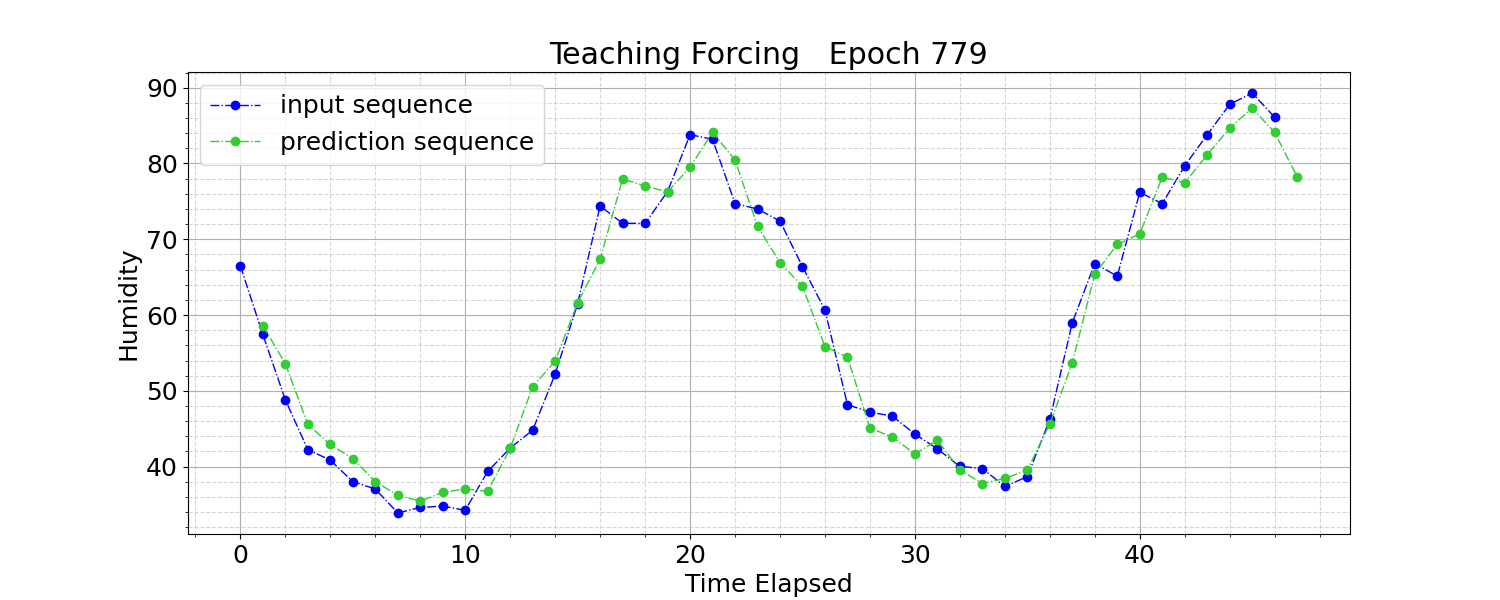 Teaching Forcing   Epoch 779
input sequence
prediction sequence
Humidity
90
80
70
60
50
40
0 10 20 30 40
Time Elapsed